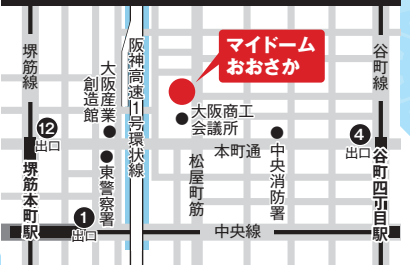 マイドーム
おおさか
堺筋線
大阪産業
創造館
阪神高速1号環状線
谷町線
大阪商工
会議所
12
出口
東警察署
本町通
松屋町筋
中央消防署
4
出口
堺筋本町駅
谷町四丁目駅
1
出口
中央線